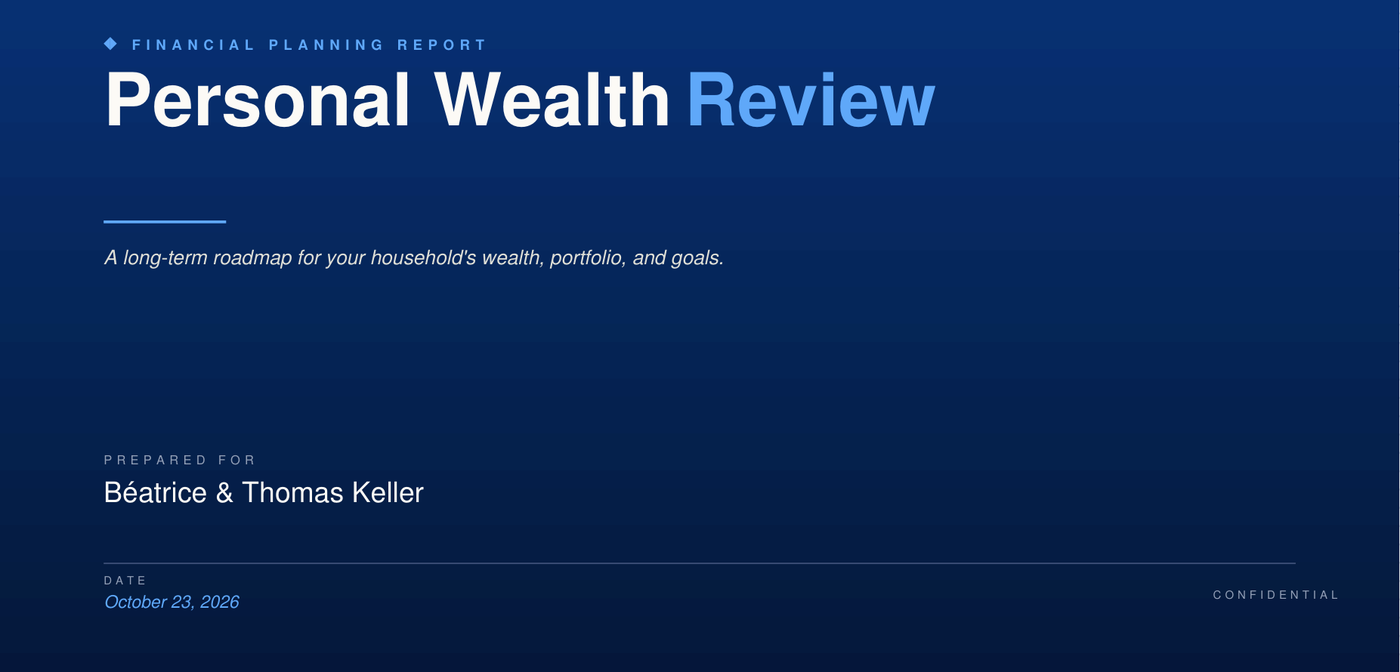 FINANCIAL PLANNING REPORT
Personal Wealth Review
A long-term roadmap for your household's wealth, portfolio, and goals.
PREPARED FOR
Béatrice & Thomas Keller
DATE
October 23, 2026
CONFIDENTIAL